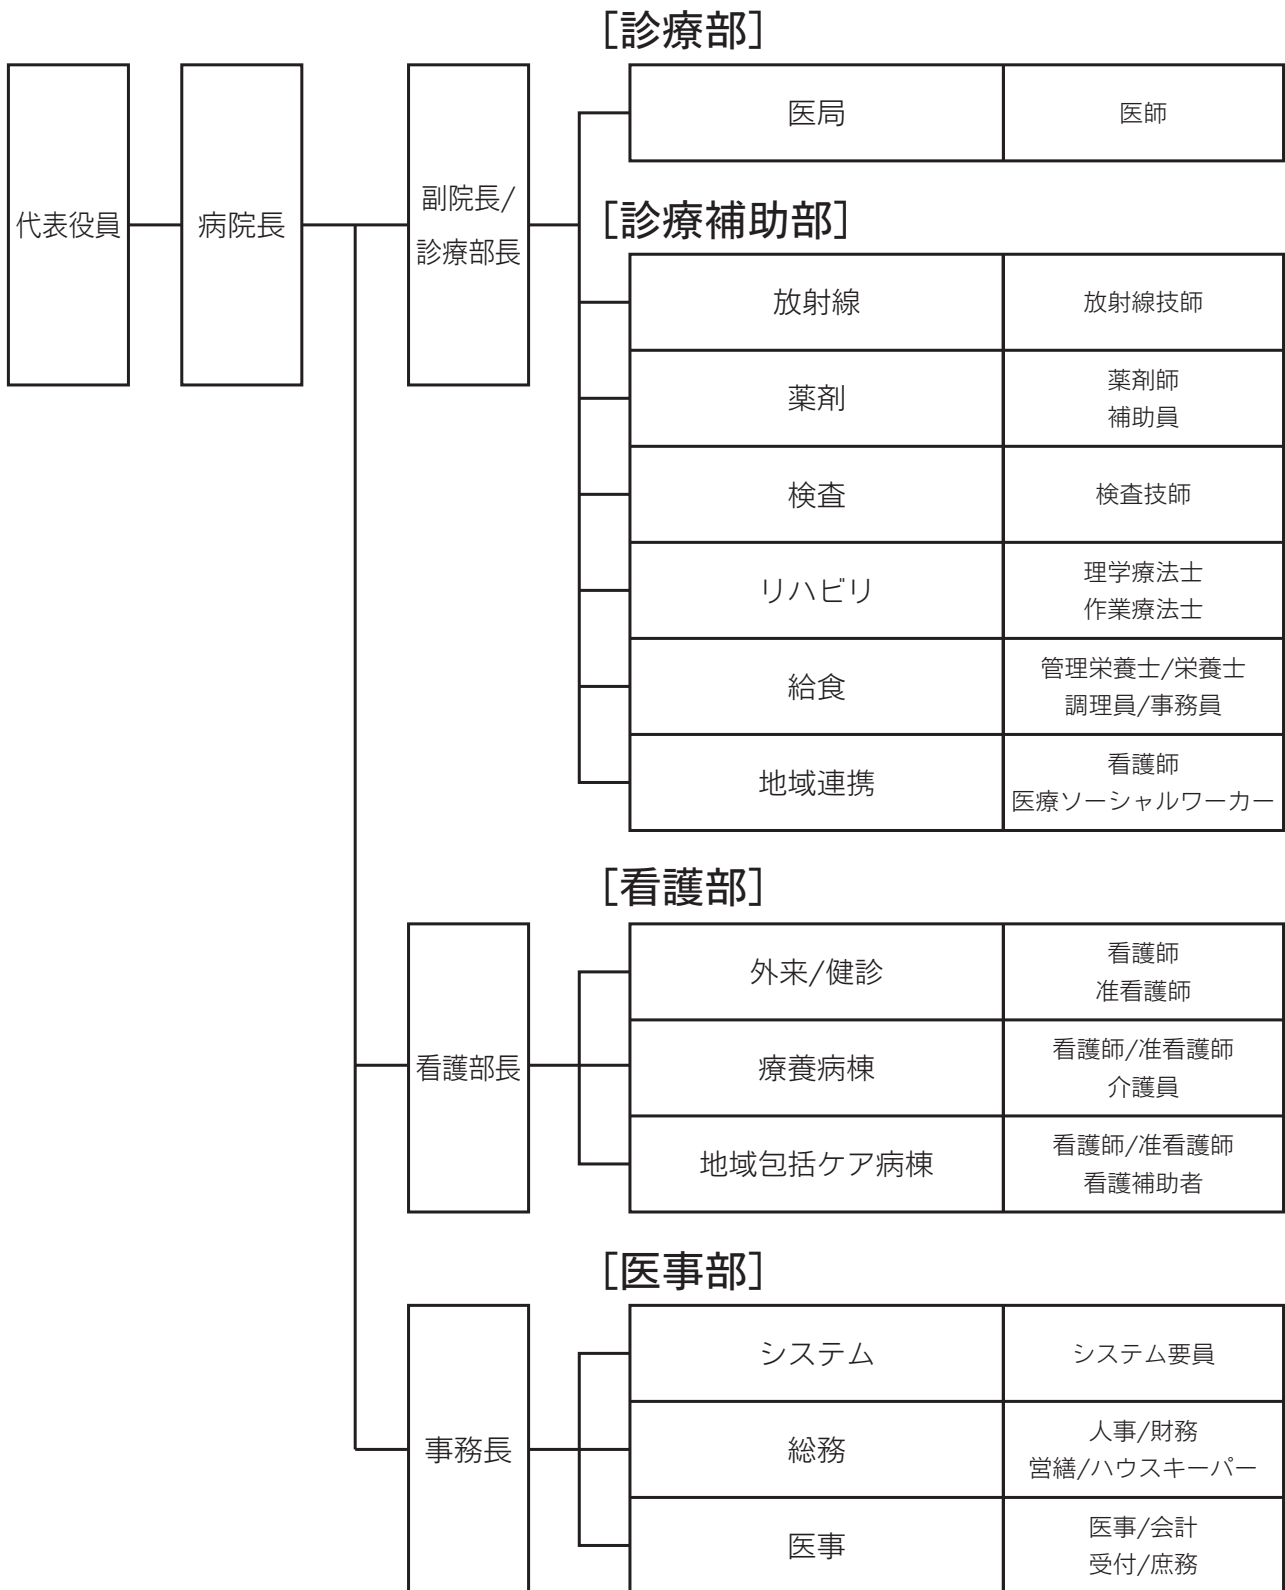 代表役員
病院長
副院長/
診療部長
[診療部]
医局
医師
[診療補助部]
放射線
放射線技師
薬剤
薬剤師
補助員
検査
検査技師
リハビリ
理学療法士
作業療法士
給食
管理栄養士/栄養士
調理員/事務員
地域連携
看護師
医療ソーシャルワーカー
看護部長
[看護部]
外来/健診
看護師
准看護師
療養病棟
看護師/准看護師
介護員
地域包括ケア病棟
看護師/准看護師
看護補助者
事務長
[医事部]
システム
システム要員
総務
人事/財務
営繕/ハウスキーパー
医事
医事/会計
受付/庶務